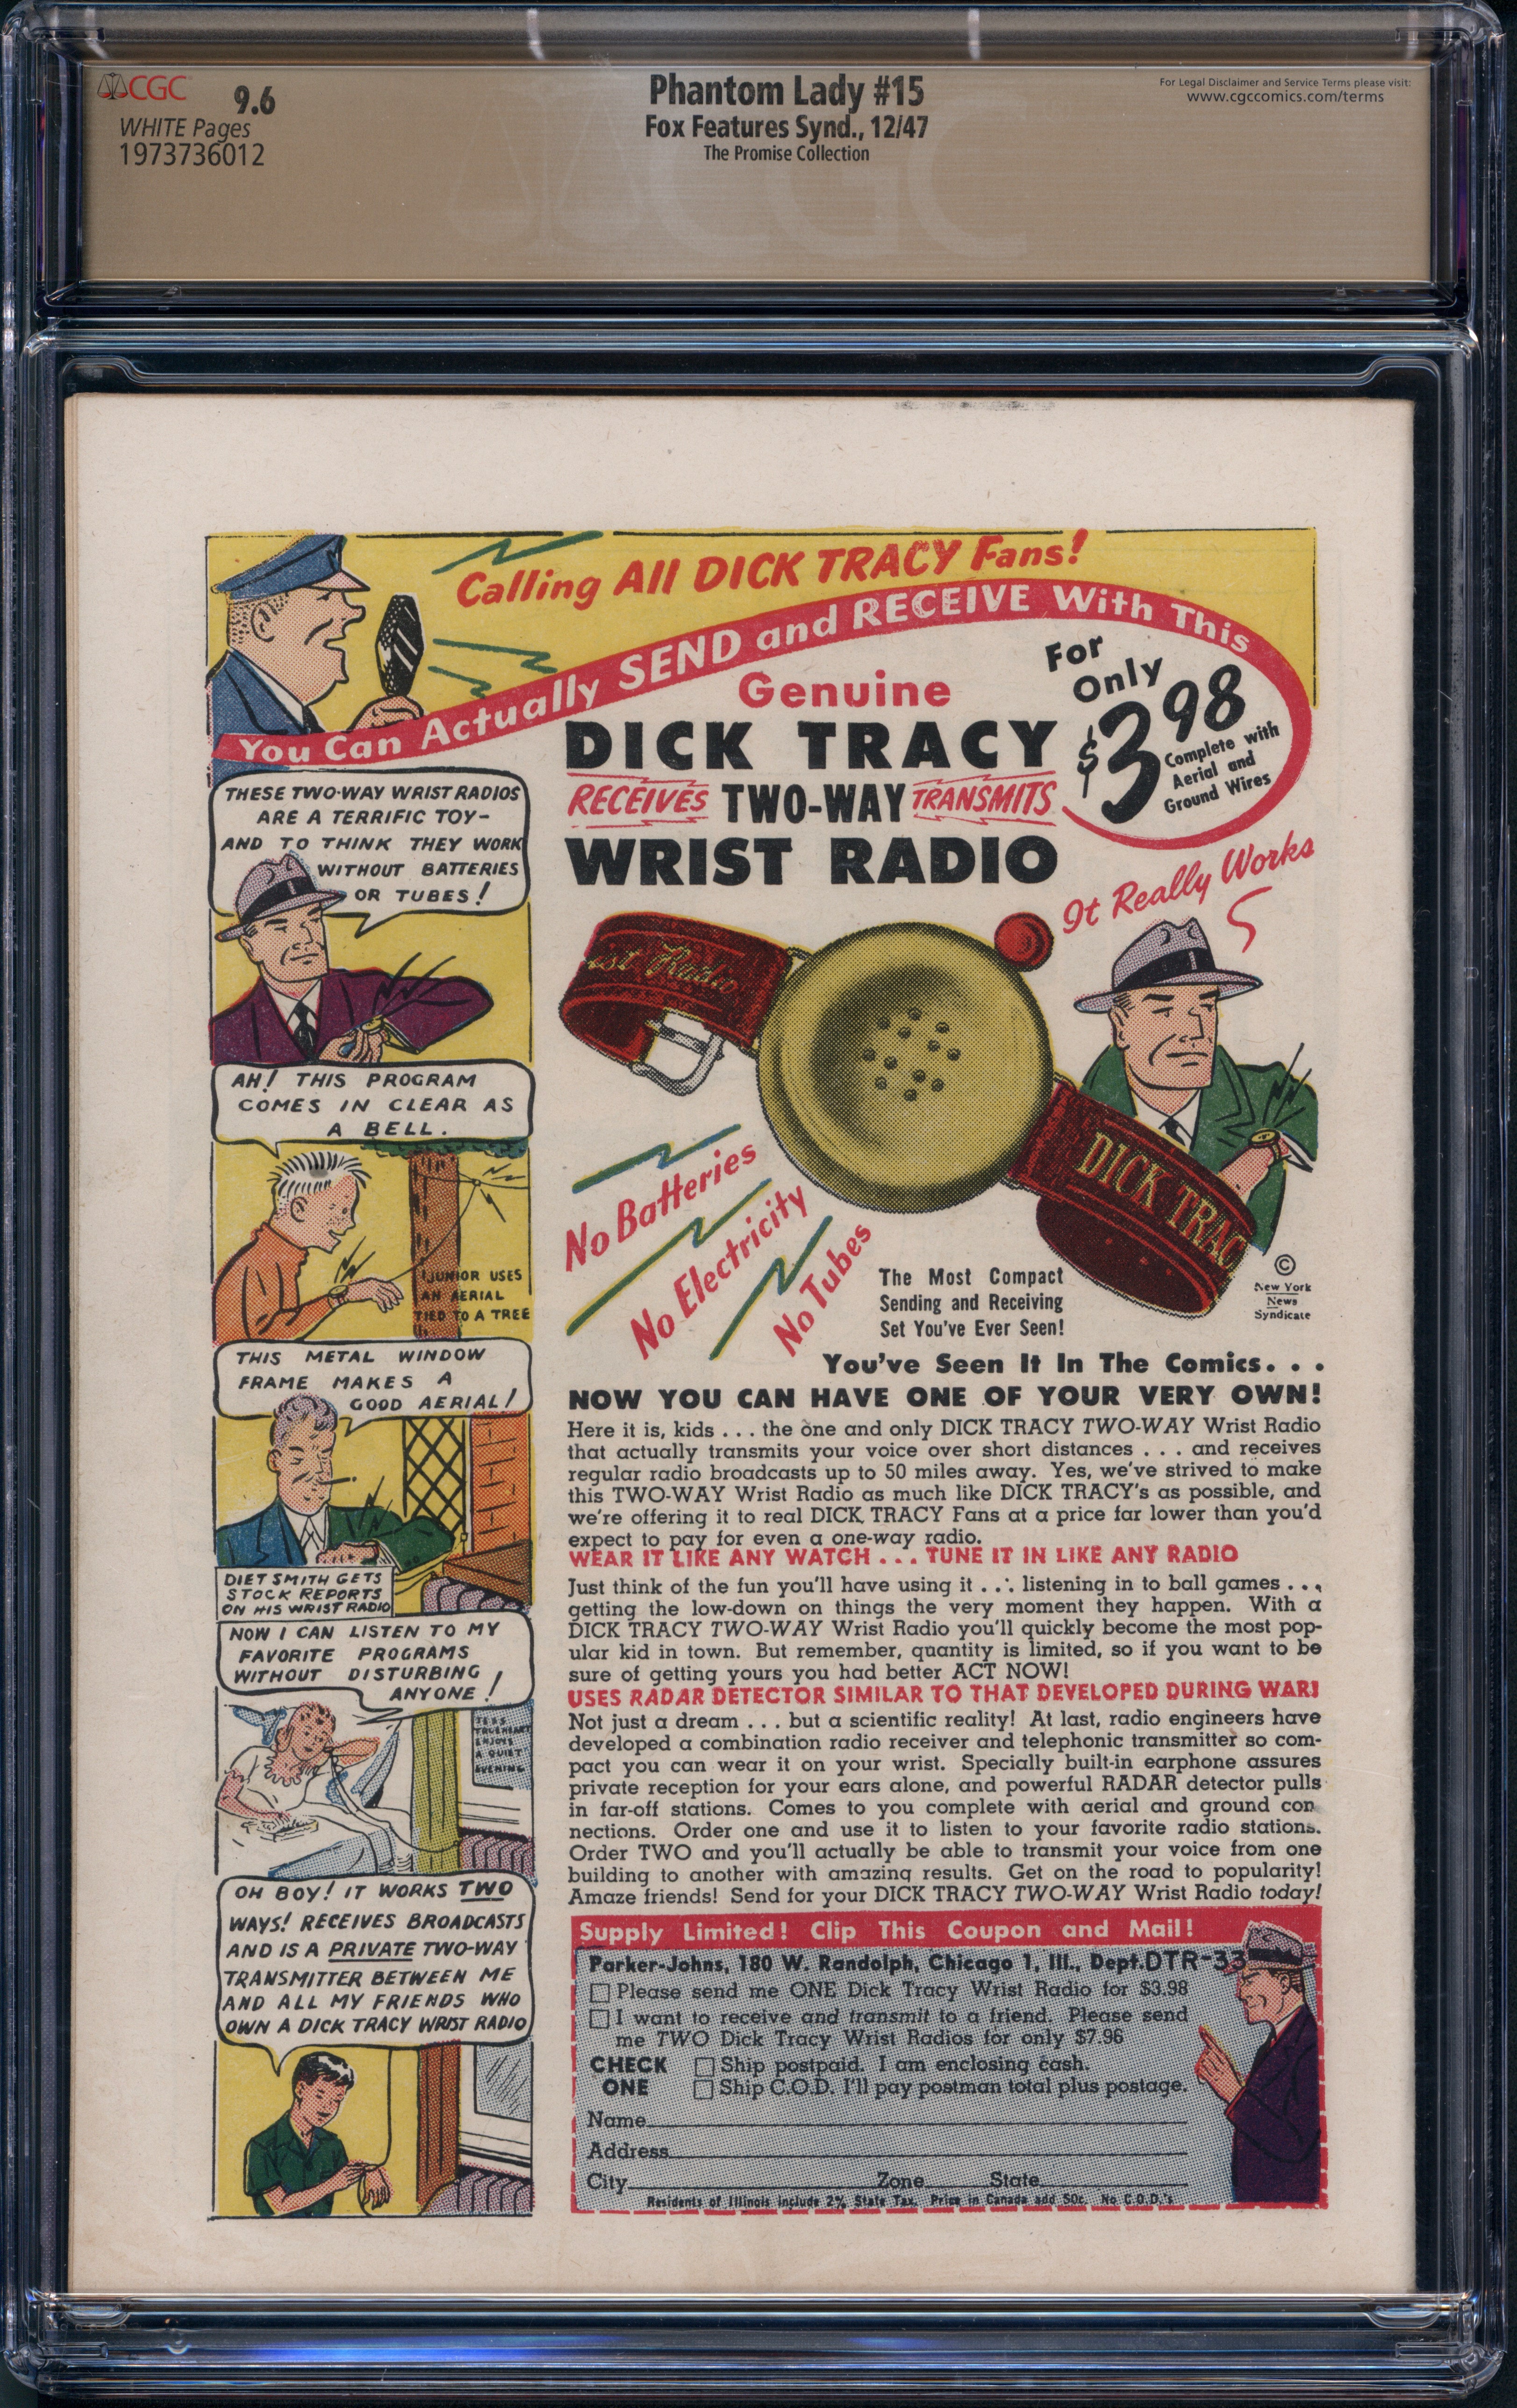 CGC 9.6
WHITE Pages
1973736012
Phantom Lady #15
Fox Features Synd., 12/47
The Promise Collection
For Legal Disclaimer and Service Terms please visit:
www.cgccomics.com/terms
CGC
Calling All DICK TRACY Fans!
You Can Actually SEND and RECEIVE With This
Genuine
DICK TRACY
RECEIVES TWO-WAY TRANSMITS
WRIST RADIO
For
Only
$3.98
Complete with
Aerial and
Ground Wires
It Really Works
THESE TWO-WAY WRIST RADIOS
ARE A TERRIFIC TOY-
AND TO THINK THEY WORK
WITHOUT BATTERIES
OR TUBES!
AH! THIS PROGRAM
COMES IN CLEAR AS
A BELL.
JUNIOR USES
AN AERIAL
TIED TO A TREE
THIS METAL WINDOW
FRAME MAKES A
GOOD AERIAL!
DIET SMITH GETS
STOCK REPORTS
ON HIS WRIST RADIO
NOW I CAN LISTEN TO MY
FAVORITE PROGRAMS
WITHOUT DISTURBING
ANYONE!
TESS
TRUEHEART
ENJOYS
A QUIET
EVENING
OH BOY! IT WORKS TWO
WAYS! RECEIVES BROADCASTS
AND IS A PRIVATE TWO-WAY
TRANSMITTER BETWEEN ME
AND ALL MY FRIENDS WHO
OWN A DICK TRACY WRIST RADIO
ist Radio
DICK TRAC
No Batteries
No Electricity
No Tubes
The Most Compact
Sending and Receiving
Set You've Ever Seen!
©
New York
News
Syndicate
You've Seen It In The Comics. . .
NOW YOU CAN HAVE ONE OF YOUR VERY OWN!
Here it is, kids . . . the one and only DICK TRACY TWO-WAY Wrist Radio
that actually transmits your voice over short distances . . . and receives
regular radio broadcasts up to 50 miles away. Yes, we've strived to make
this TWO-WAY Wrist Radio as much like DICK TRACY's as possible, and
we're offering it to real DICK TRACY Fans at a price far lower than you'd
expect to pay for even a one-way radio.
WEAR IT LIKE ANY WATCH . . . TUNE IT IN LIKE ANY RADIO
Just think of the fun you'll have using it . . . listening in to ball games . . .
getting the low-down on things the very moment they happen. With a
DICK TRACY TWO-WAY Wrist Radio you'll quickly become the most pop-
ular kid in town. But remember, quantity is limited, so if you want to be
sure of getting yours you had better ACT NOW!
USES RADAR DETECTOR SIMILAR TO THAT DEVELOPED DURING WAR!
Not just a dream . . . but a scientific reality! At last, radio engineers have
developed a combination radio receiver and telephonic transmitter so com-
pact you can wear it on your wrist. Specially built-in earphone assures
private reception for your ears alone, and powerful RADAR detector pulls
in far-off stations. Comes to you complete with aerial and ground con
nections. Order one and use it to listen to your favorite radio stations.
Order TWO and you'll actually be able to transmit your voice from one
building to another with amazing results. Get on the road to popularity!
Amaze friends! Send for your DICK TRACY TWO-WAY Wrist Radio today!
Supply Limited! Clip This Coupon and Mail!
Parker-Johns, 180 W. Randolph, Chicago 1, Ill., Dept.DTR-33
Please send me ONE Dick Tracy Wrist Radio for $3.98
I want to receive and transmit to a friend. Please send
me TWO Dick Tracy Wrist Radios for only $7.96
CHECK
ONE
Ship postpaid. I am enclosing cash.
Ship C.O.D. I'll pay postman total plus postage.
Name
Address
City Zone State
Residents of Illinois include 2% State Tax. Price in Canada add 50c. No C.O.D.'s